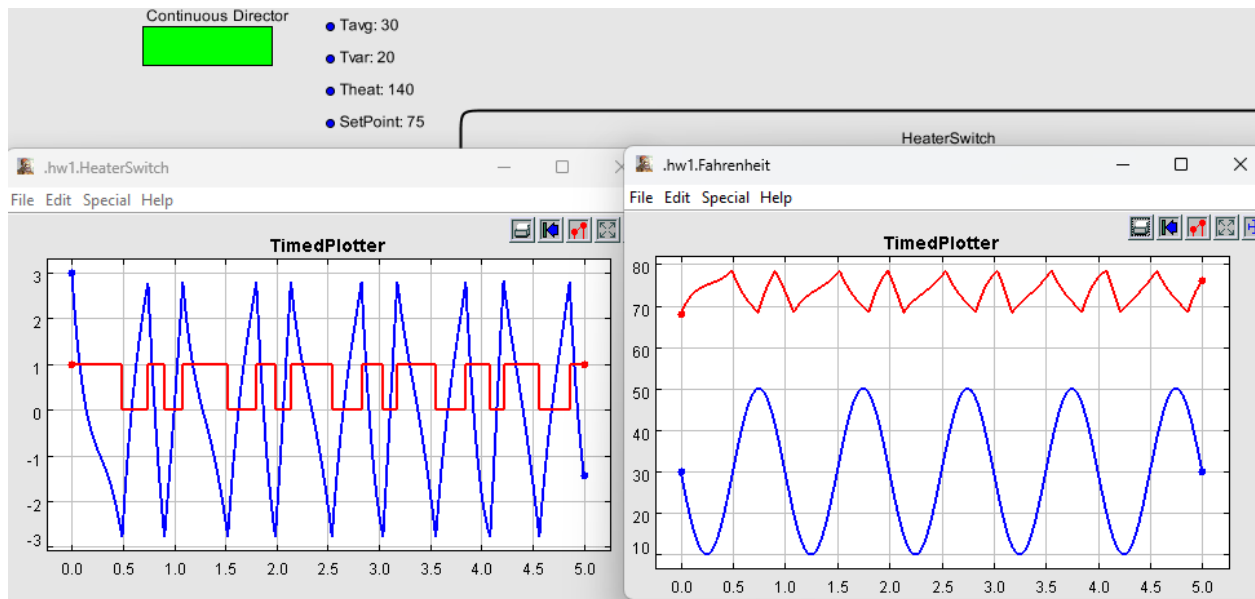 Continuous Director
Tavg: 30
Tvar: 20
Theat: 140
SetPoint: 75
HeaterSwitch
.hw1.HeaterSwitch
File Edit Special Help
TimedPlotter
3
2
1
0
-1
-2
-3
0.0 0.5 1.0 1.5 2.0 2.5 3.0 3.5 4.0 4.5 5.0
.hw1.Fahrenheit
File Edit Special Help
TimedPlotter
80
70
60
50
40
30
20
10
0.0 0.5 1.0 1.5 2.0 2.5 3.0 3.5 4.0 4.5 5.0